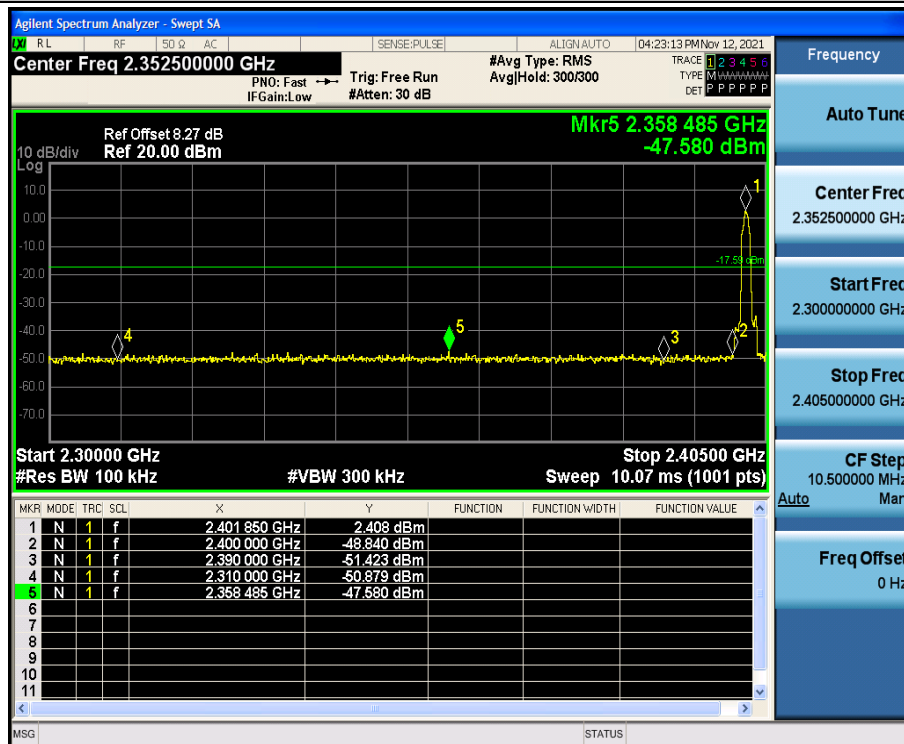 Agilent Spectrum Analyzer - Swept SA
LXI RL RF 50 Ω AC SENSE:PULSE ALIGN AUTO 04:23:13 PM Nov 12, 2021
Center Freq 2.352500000 GHz
PNO: Fast
IFGain:Low
Trig: Free Run
#Atten: 30 dB
#Avg Type: RMS
Avg|Hold: 300/300
TRACE 1 2 3 4 5 6
TYPE M
DET P P P P P P
Mkr5 2.358 485 GHz
-47.580 dBm
Ref Offset 8.27 dB
Ref 20.00 dBm
10 dB/div
Log
10.0
0.00
-10.0
-20.0
-30.0
-40.0
-50.0
-60.0
-70.0
1
-17.59 dBm
4
5
3
2
Start 2.30000 GHz Stop 2.40500 GHz
#Res BW 100 kHz #VBW 300 kHz Sweep 10.07 ms (1001 pts)
MKR MODE TRC SCL X Y FUNCTION FUNCTION WIDTH FUNCTION VALUE
1 N 1 f 2.401 850 GHz 2.408 dBm
2 N 1 f 2.400 000 GHz -48.840 dBm
3 N 1 f 2.390 000 GHz -51.423 dBm
4 N 1 f 2.310 000 GHz -50.879 dBm
5 N 1 f 2.358 485 GHz -47.580 dBm
6
7
8
9
10
11
MSG STATUS
Frequency
Auto Tune
Center Freq
2.352500000 GHz
Start Freq
2.300000000 GHz
Stop Freq
2.405000000 GHz
CF Step
10.500000 MHz
Auto Man
Freq Offset
0 Hz